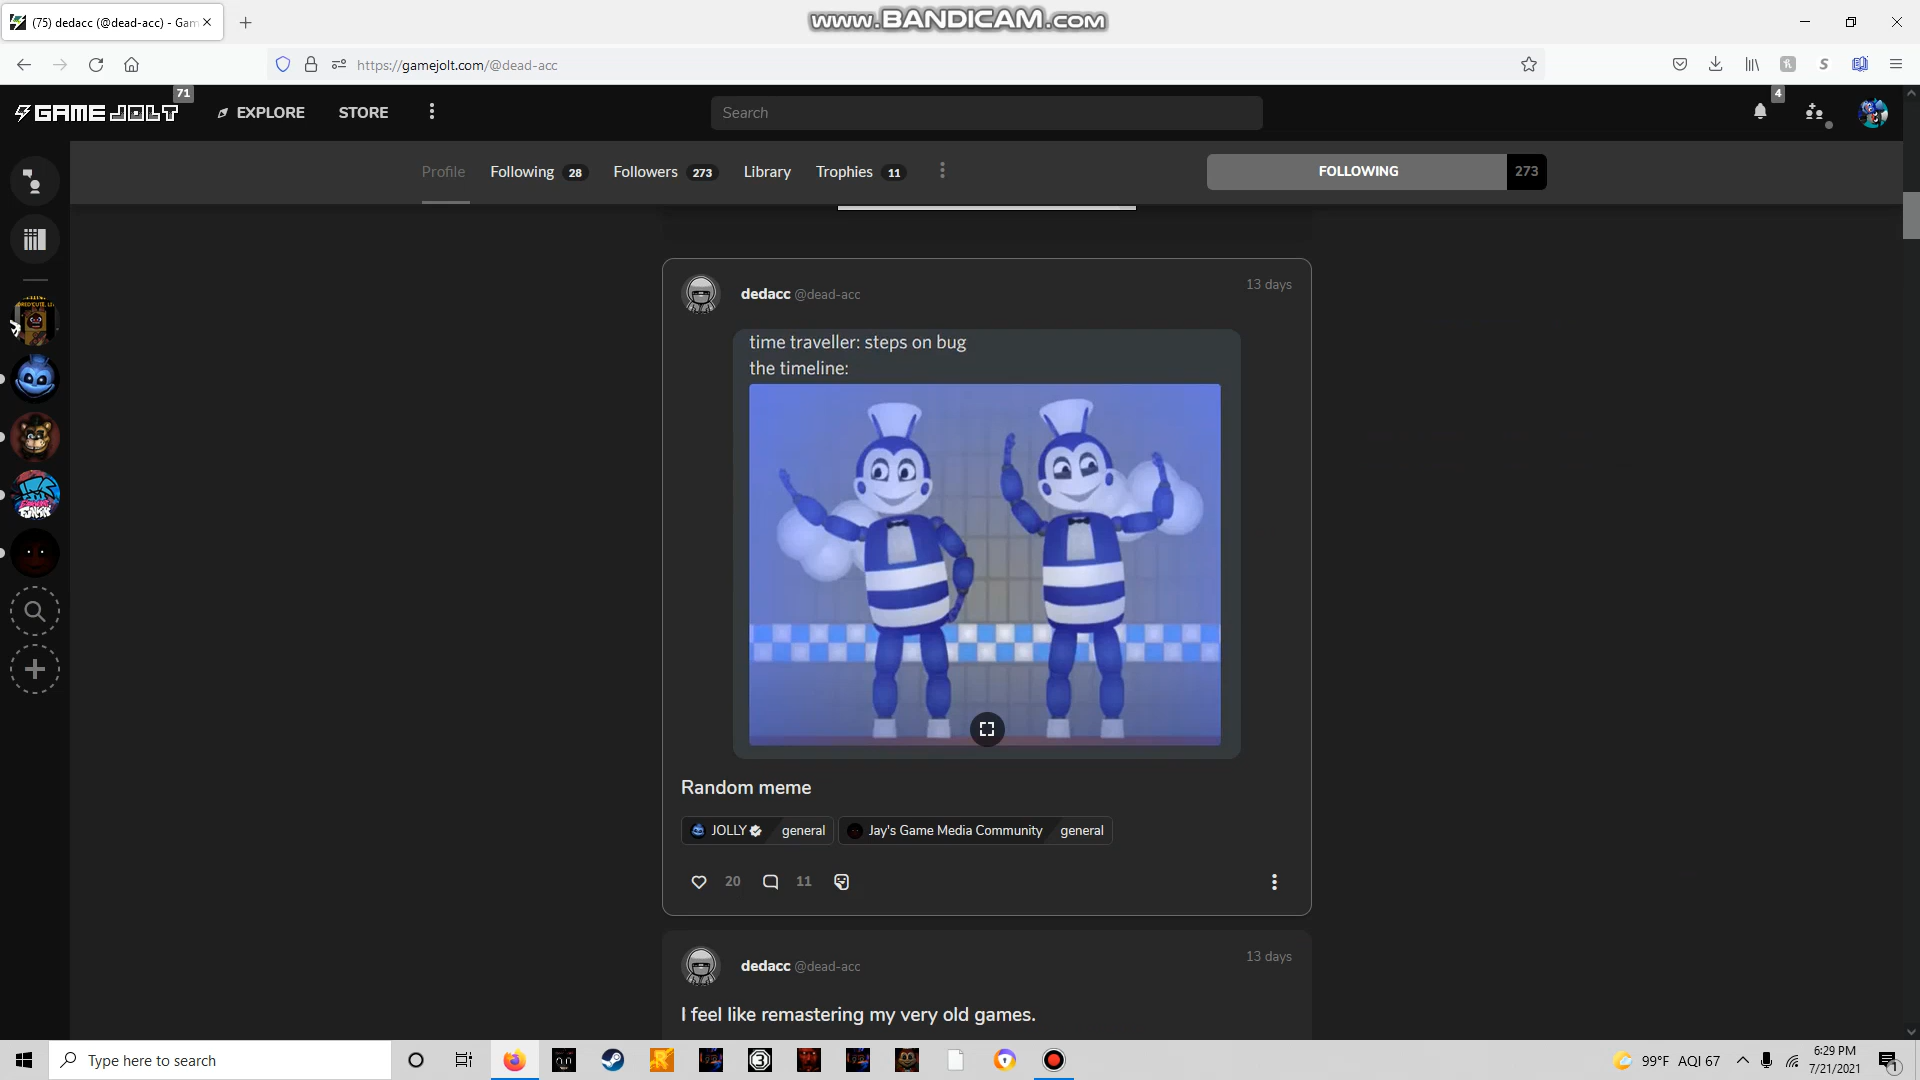 (75) dedacc (@dead-acc) - Gam
www.BANDICAM.com
https://gamejolt.com/@dead-acc
GAME JOLT
71
EXPLORE
STORE
Search
4
Profile
Following 28
Followers 273
Library
Trophies 11
FOLLOWING 273
dedacc @dead-acc
13 days
time traveller: steps on bug
the timeline:
Random meme
JOLLY general
Jay's Game Media Community general
20
11
dedacc @dead-acc
13 days
I feel like remastering my very old games.
Type here to search
99°F AQI 67
6:29 PM
7/21/2021
1